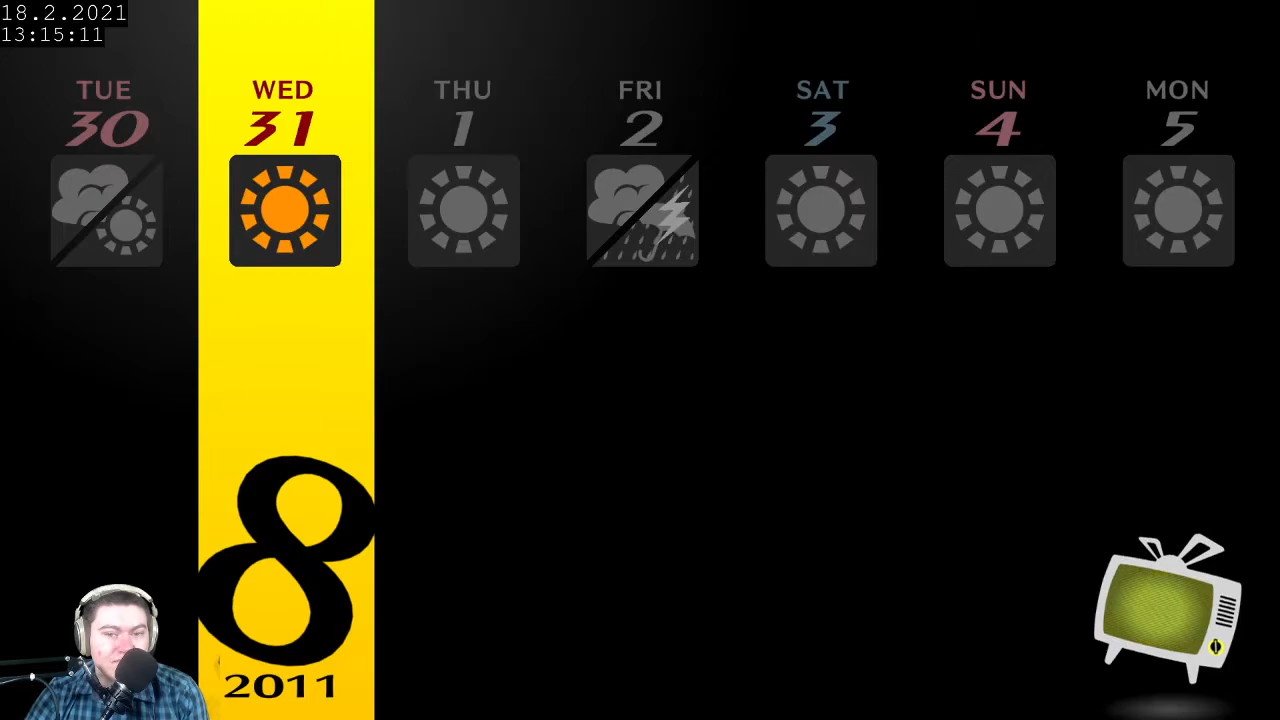 18.2.2021
13:15:11
TUE WED THU FRI SAT SUN MON
30 31 1 2 3 4 5
8
2011